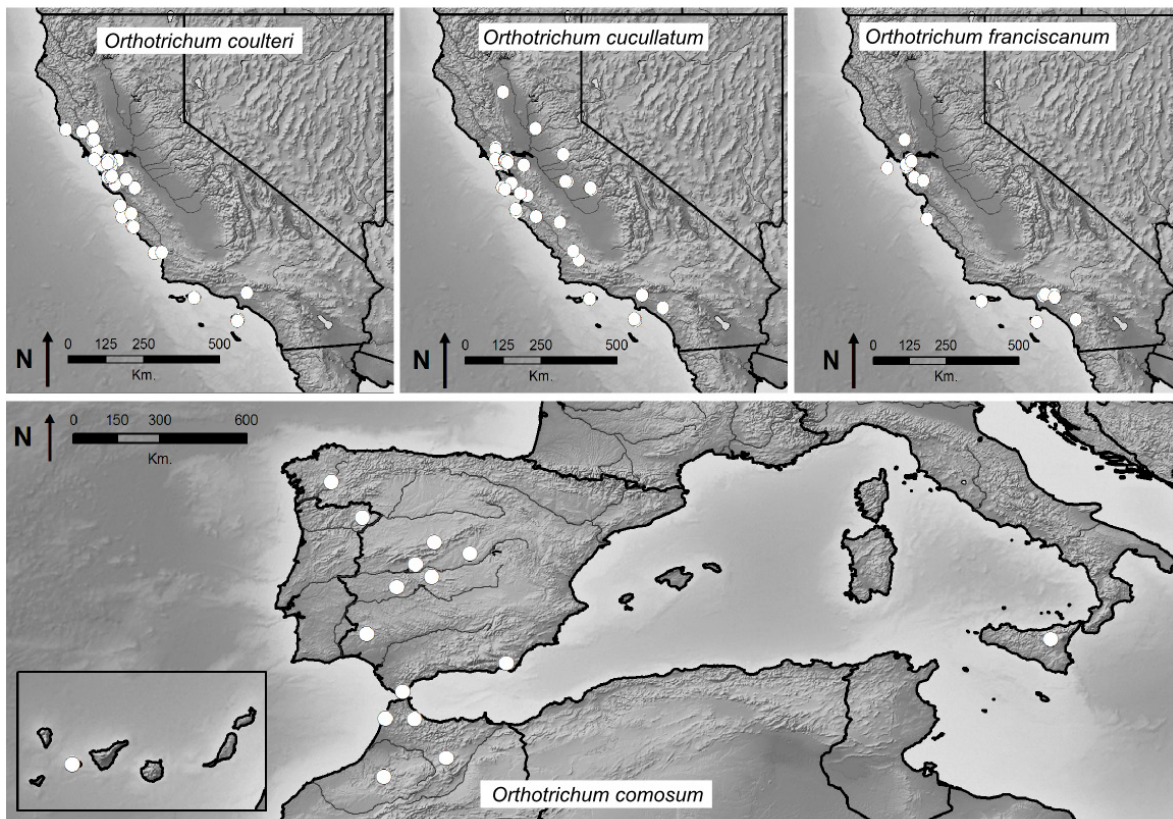 Orthotrichum coulteri
N
0 125 250 500
Km.
Orthotrichum cucullatum
N
0 125 250 500
Km.
Orthotrichum franciscanum
N
0 125 250 500
Km.
N
0 150 300 600
Km.
Orthotrichum comosum